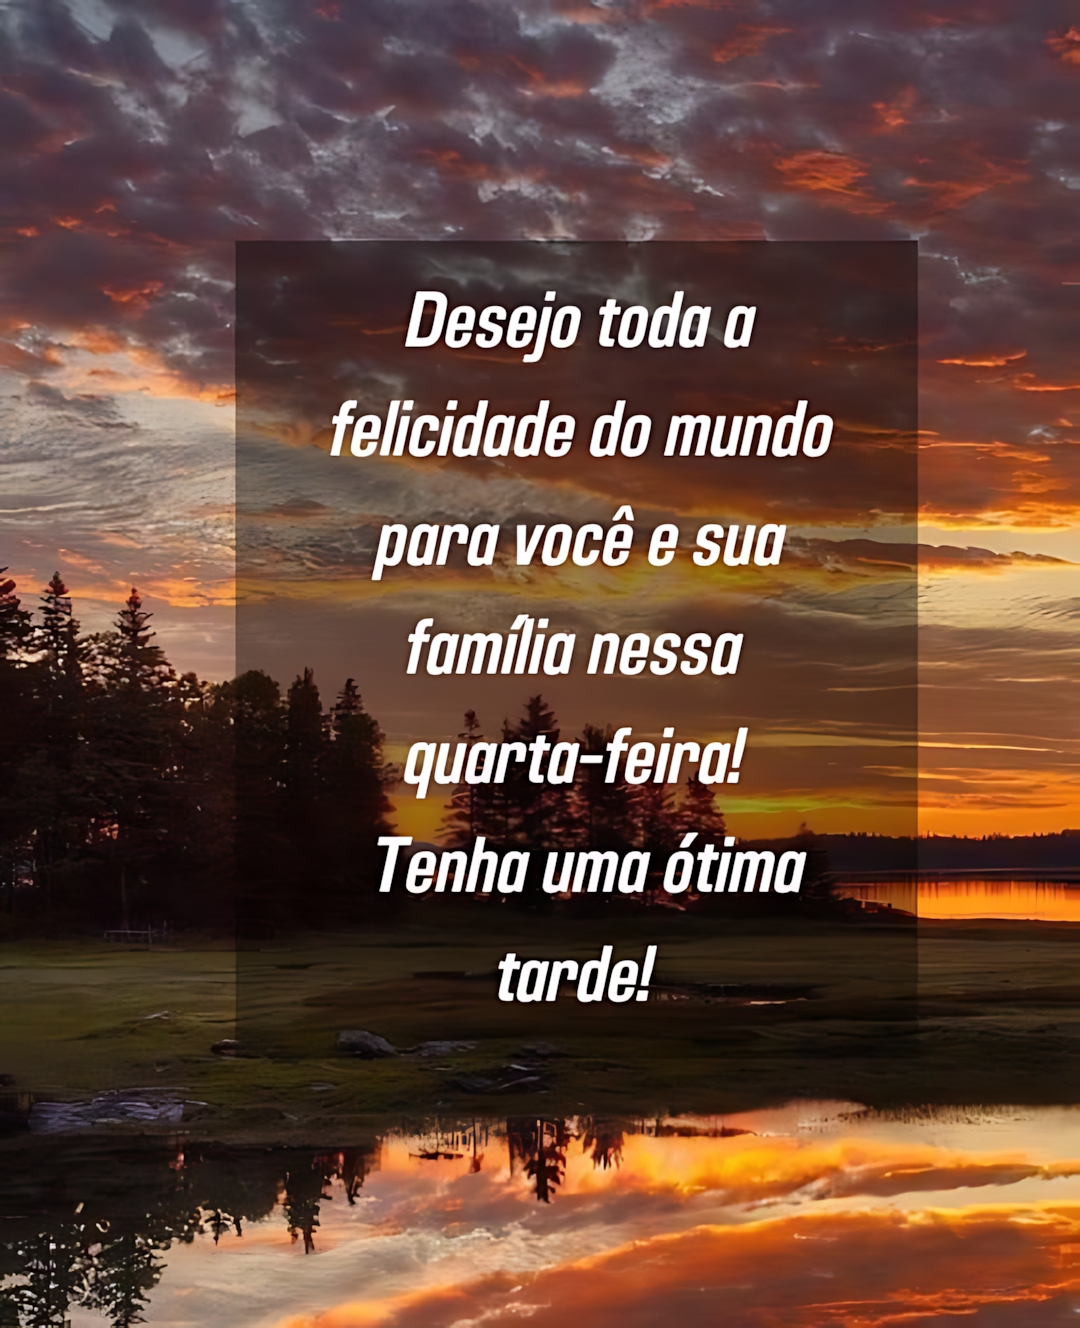 Desejo toda a
felicidade do mundo
para você e sua
família nessa
quarta-feira!
Tenha uma ótima
tarde!